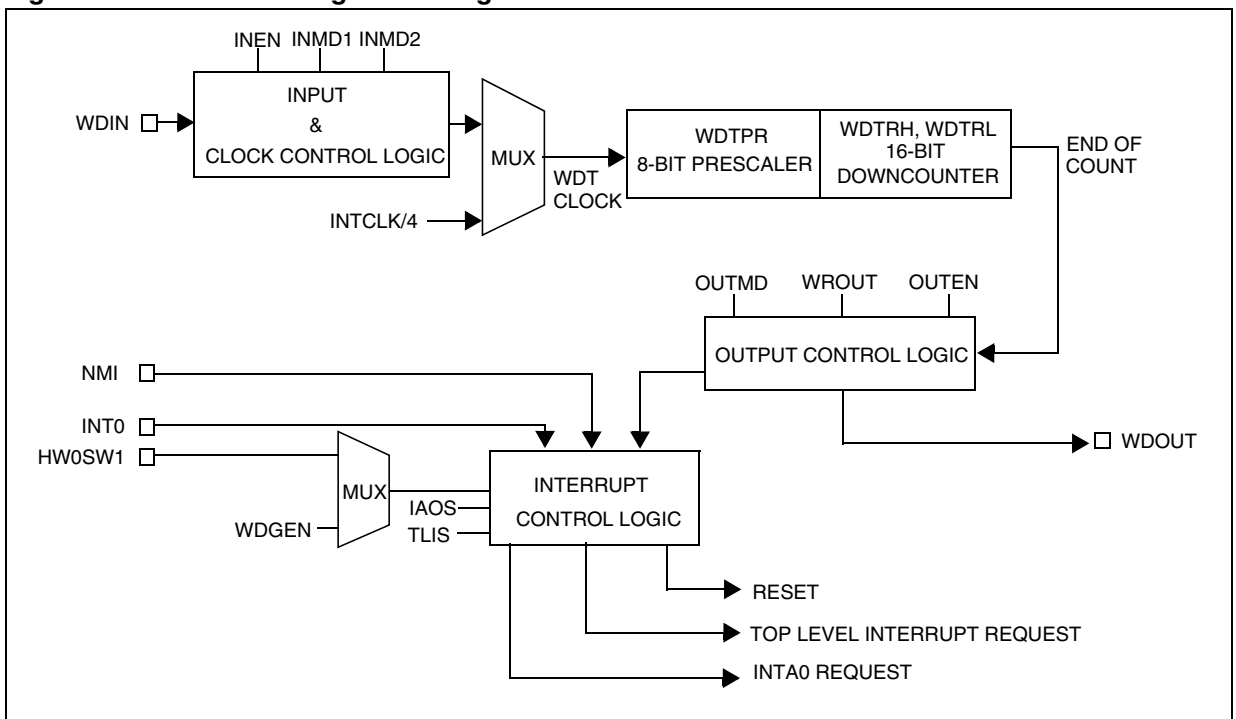 INEN INMD1 INMD2
INPUT
&
CLOCK CONTROL LOGIC
WDIN
MUX
WDT
CLOCK
INTCLK/4
WDTPR
8-BIT PRESCALER
WDTRH, WDTRL
16-BIT
DOWNCOUNTER
END OF
COUNT
OUTMD WROUT OUTEN
OUTPUT CONTROL LOGIC
NMI
INT0
HW0SW1
WDOUT
MUX
WDGEN
IAOS
TLIS
INTERRUPT
CONTROL LOGIC
RESET
TOP LEVEL INTERRUPT REQUEST
INTA0 REQUEST